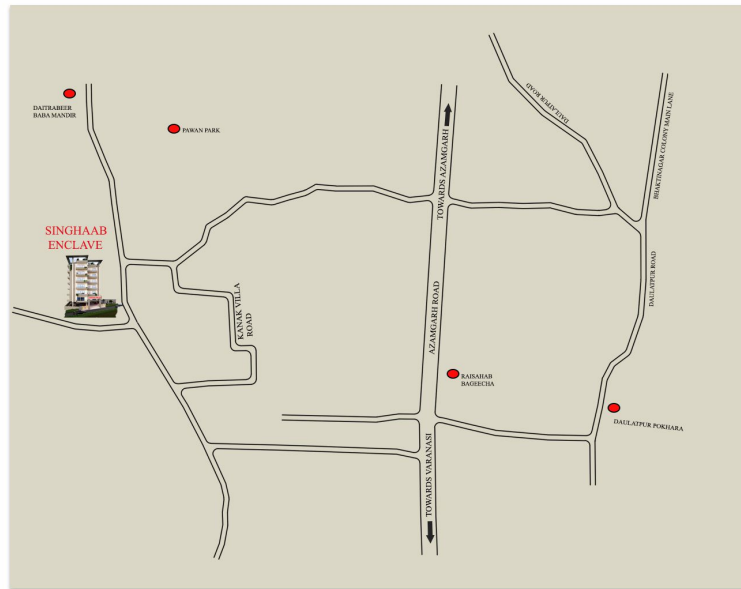 DAULATPUR ROAD
BHAKTINAGAR COLONY MAIN LANE
DAITRABEER
BABA MANDIR
PAWAN PARK
TOWARDS AZAMGARH
SINGHAAB
ENCLAVE
DAULATPUR ROAD
KANAK VILLA
ROAD
AZAMGARH ROAD
RAISAHAB
BAGEECHA
DAULATPUR POKHARA
TOWARDS VARANASI